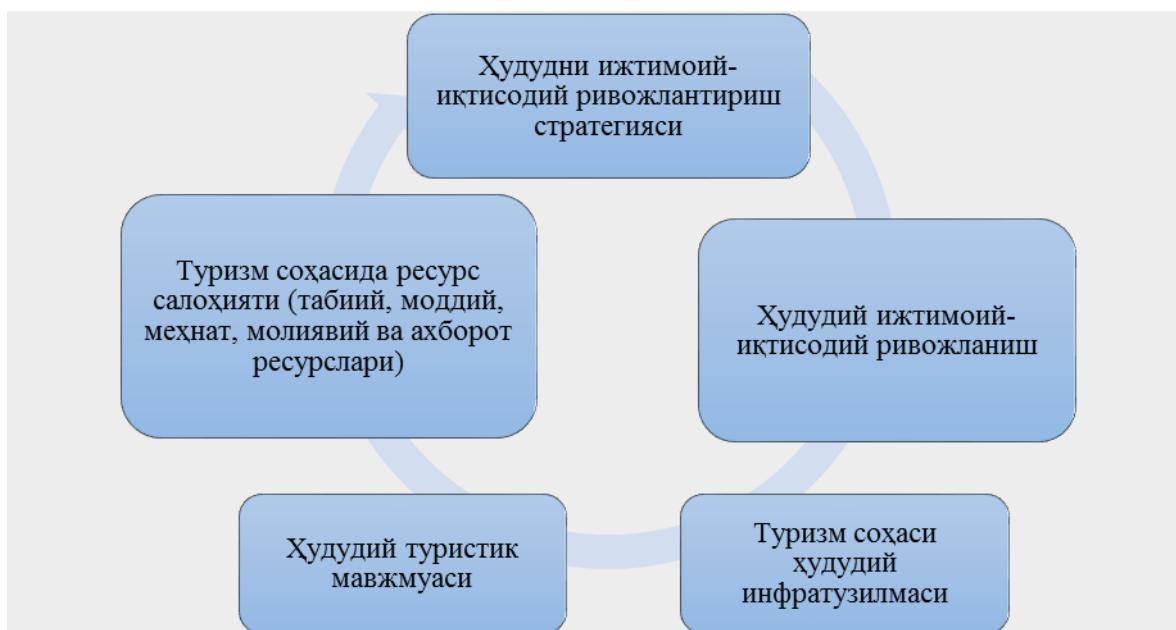 Ҳудудни ижтимоий-
иқтисодий ривожлантириш
стратегияси
Ҳудудий ижтимоий-
иқтисодий ривожланиш
Туризм соҳаси
ҳудудий
инфратузилмаси
Ҳудудий туристик
мавжмуаси
Туризм соҳасида ресурс
салоҳияти (табиий, моддий,
меҳнат, молиявий ва ахборот
ресурслари)